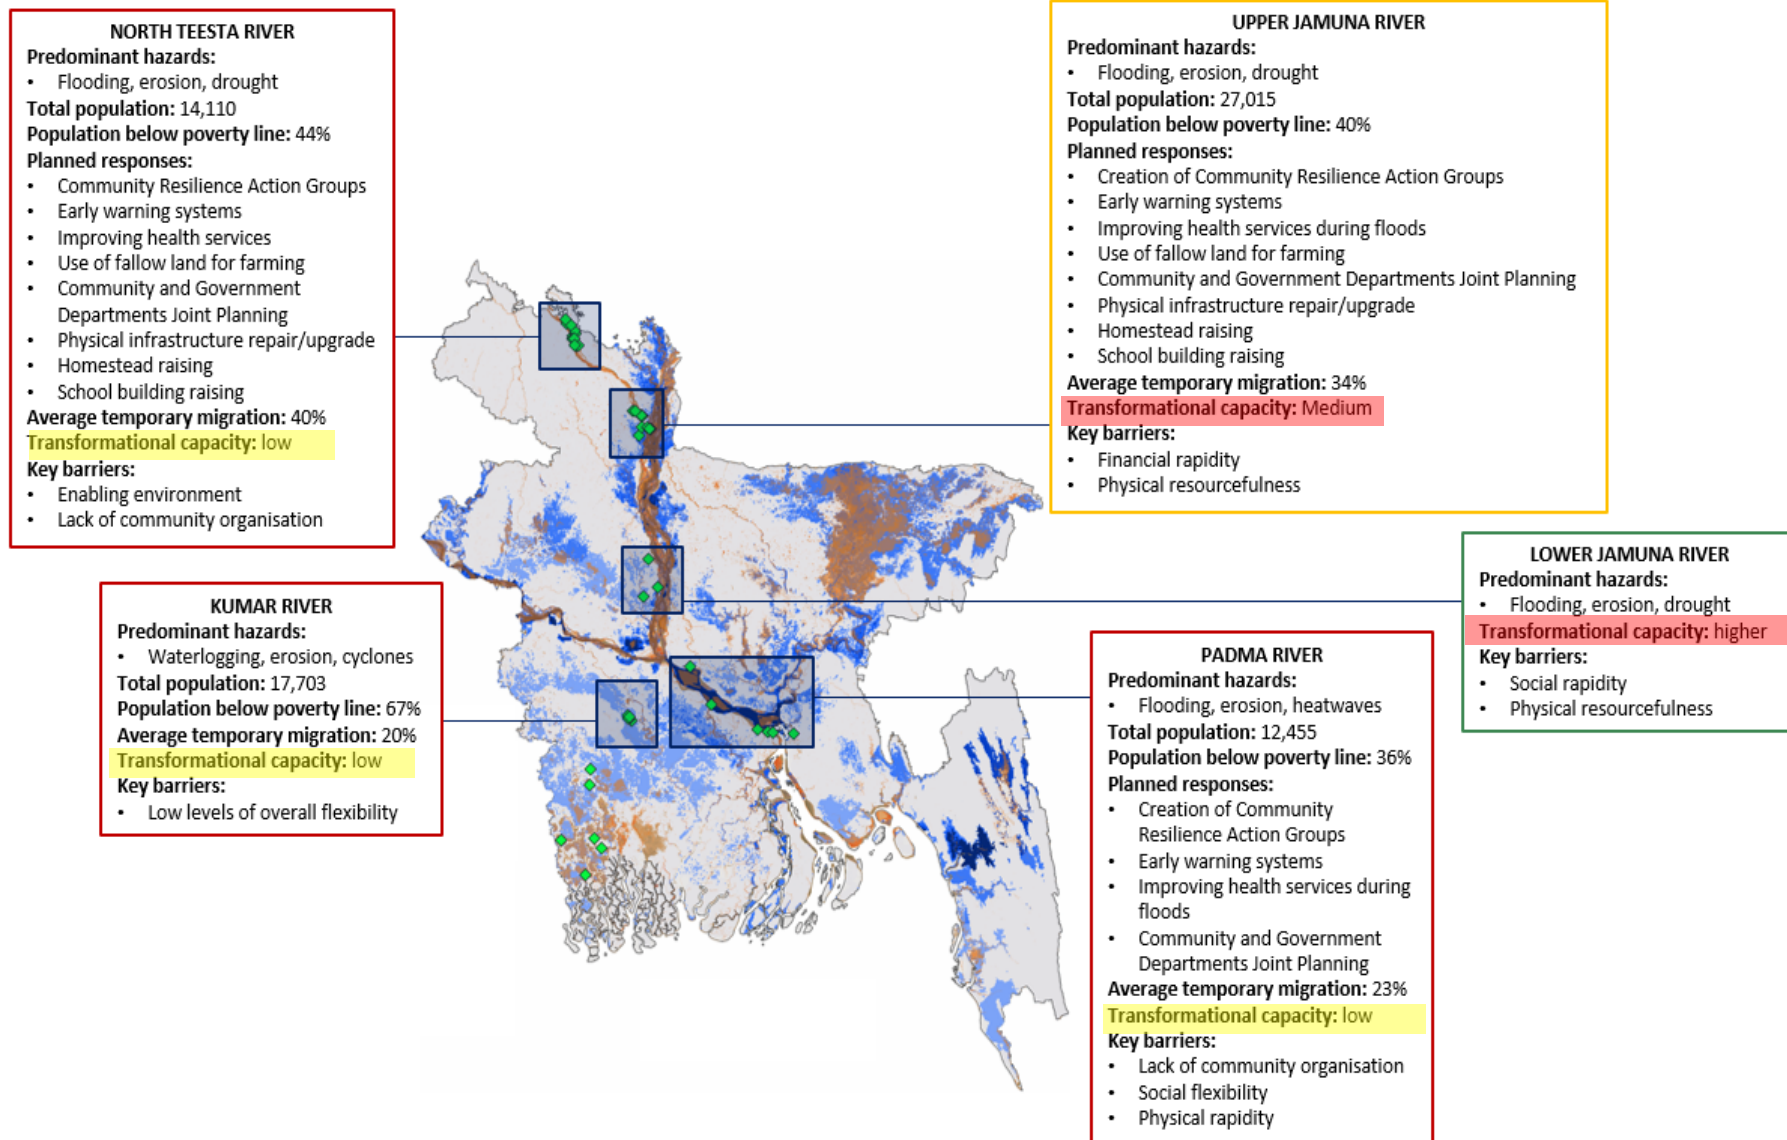 NORTH TEESTA RIVER
Predominant hazards:
• Flooding, erosion, drought
Total population: 14,110
Population below poverty line: 44%
Planned responses:
• Community Resilience Action Groups
• Early warning systems
• Improving health services
• Use of fallow land for farming
• Community and Government
Departments Joint Planning
• Physical infrastructure repair/upgrade
• Homestead raising
• School building raising
Average temporary migration: 40%
Transformational capacity: low
Key barriers:
• Enabling environment
• Lack of community organisation
UPPER JAMUNA RIVER
Predominant hazards:
• Flooding, erosion, drought
Total population: 27,015
Population below poverty line: 40%
Planned responses:
• Creation of Community Resilience Action Groups
• Early warning systems
• Improving health services during floods
• Use of fallow land for farming
• Community and Government Departments Joint Planning
• Physical infrastructure repair/upgrade
• Homestead raising
• School building raising
Average temporary migration: 34%
Transformational capacity: Medium
Key barriers:
• Financial rapidity
• Physical resourcefulness
LOWER JAMUNA RIVER
Predominant hazards:
• Flooding, erosion, drought
Transformational capacity: higher
Key barriers:
• Social rapidity
• Physical resourcefulness
KUMAR RIVER
Predominant hazards:
• Waterlogging, erosion, cyclones
Total population: 17,703
Population below poverty line: 67%
Average temporary migration: 20%
Transformational capacity: low
Key barriers:
• Low levels of overall flexibility
PADMA RIVER
Predominant hazards:
• Flooding, erosion, heatwaves
Total population: 12,455
Population below poverty line: 36%
Planned responses:
• Creation of Community
Resilience Action Groups
• Early warning systems
• Improving health services during
floods
• Community and Government
Departments Joint Planning
Average temporary migration: 23%
Transformational capacity: low
Key barriers:
• Lack of community organisation
• Social flexibility
• Physical rapidity